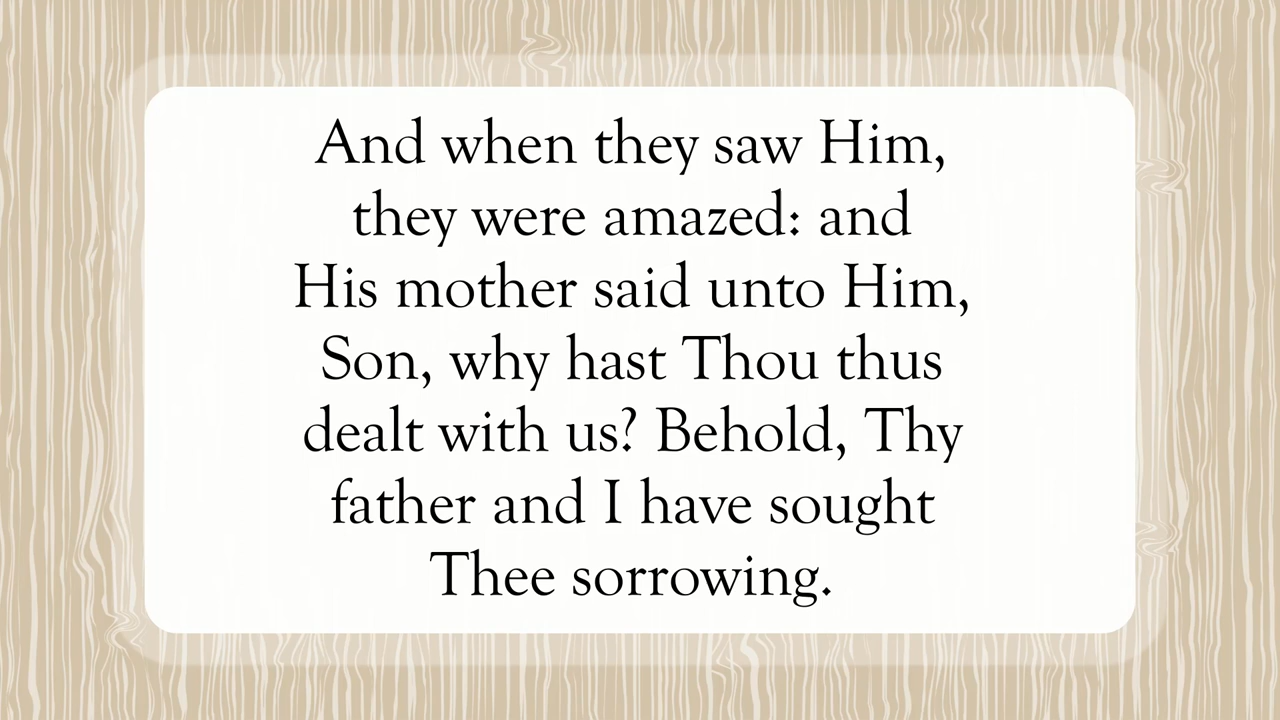 And when they saw Him,
they were amazed: and
His mother said unto Him,
Son, why hast Thou thus
dealt with us? Behold, Thy
father and I have sought
Thee sorrowing.